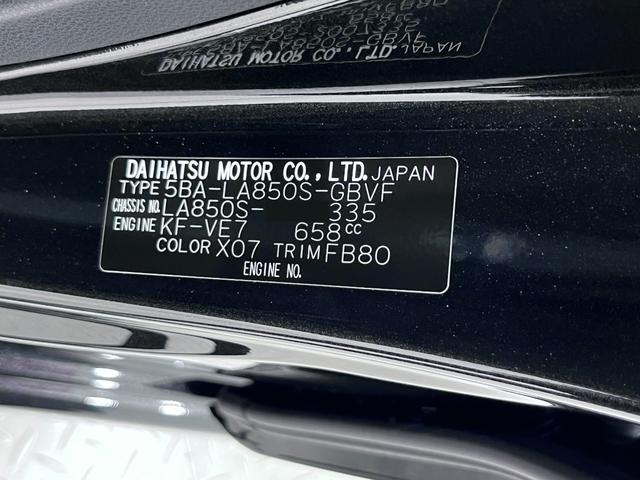 DAIHATSU MOTOR CO.,LTD. JAPAN
TYPE 5BA-LA850S-GBVF
CHASSIS NO. LA850S- 335
ENGINE KF-VE7 658cc
COLOR X07 TRIM FB80
ENGINE NO.